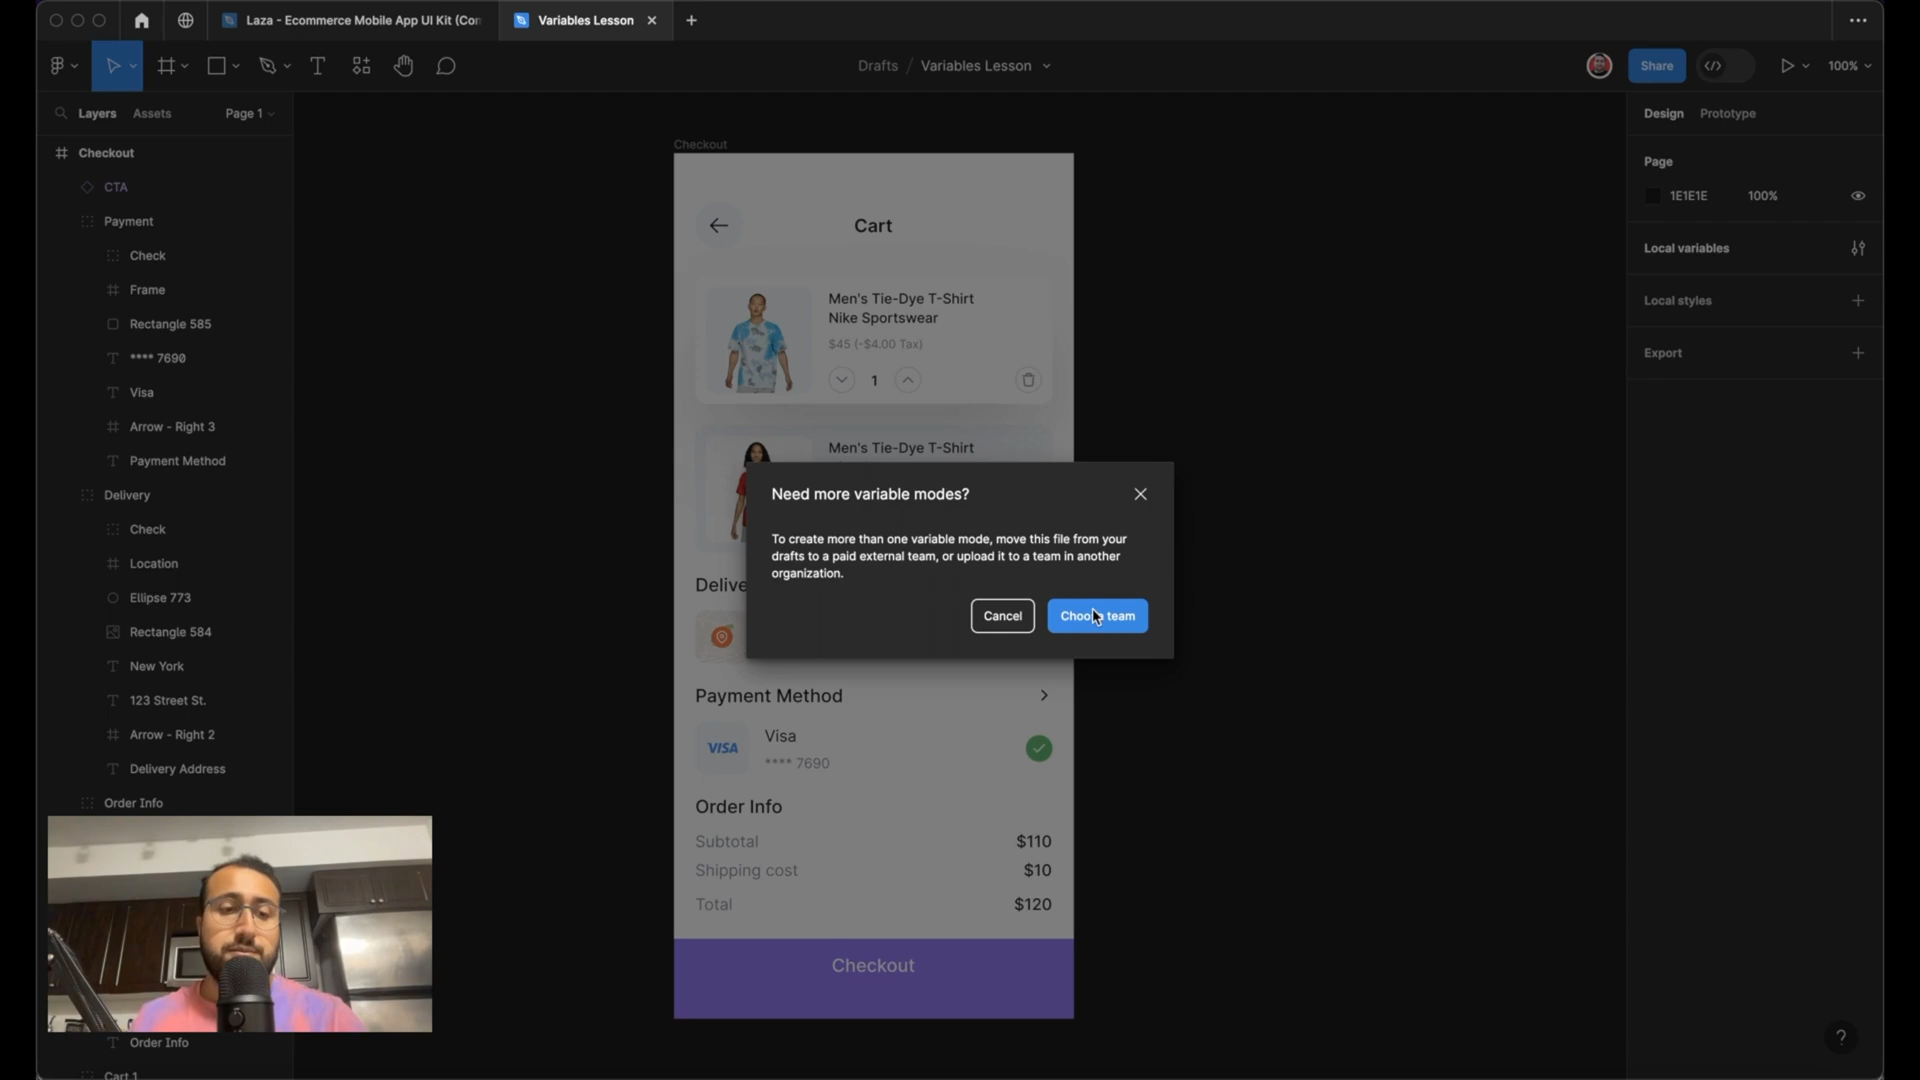 Laza - Ecommerce Mobile App UI Kit (Con
Variables Lesson
Drafts / Variables Lesson
Share
100%
Layers
Assets
Page 1
Checkout
CTA
Payment
Check
Frame
Rectangle 585
**** 7690
Visa
Arrow - Right 3
Payment Method
Delivery
Check
Location
Ellipse 773
Rectangle 584
New York
123 Street St.
Arrow - Right 2
Delivery Address
Order Info
Order Info
Cart 1
Checkout
Cart
Men's Tie-Dye T-Shirt
Nike Sportswear
$45 (-$4.00 Tax)
1
Men's Tie-Dye T-Shirt
Delive
Need more variable modes?
To create more than one variable mode, move this file from your
drafts to a paid external team, or upload it to a team in another
organization.
Cancel
team
Payment Method
VISA
Visa
**** 7690
Order Info
Subtotal
$110
Shipping cost
$10
Total
$120
Checkout
Design
Prototype
Page
1E1E1E
100%
Local variables
Local styles
Export
?